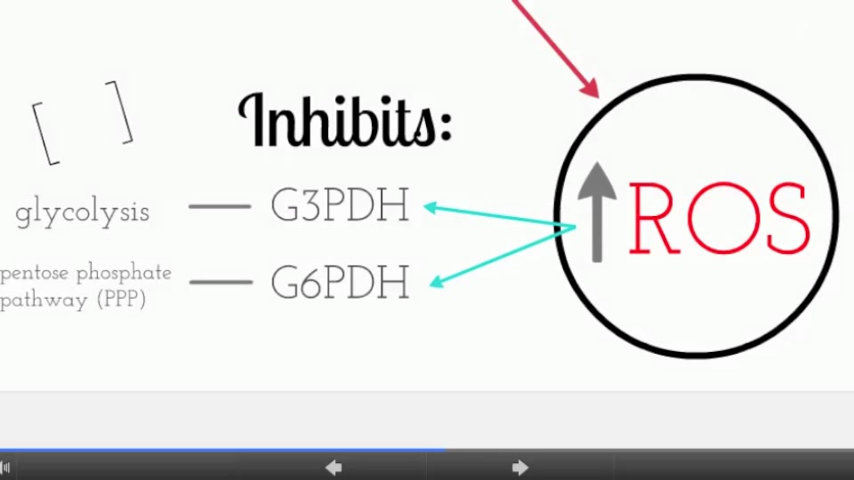 [ ]
Inhibits:
glycolysis — G3PDH
pentose phosphate
pathway (PPP) — G6PDH
ROS